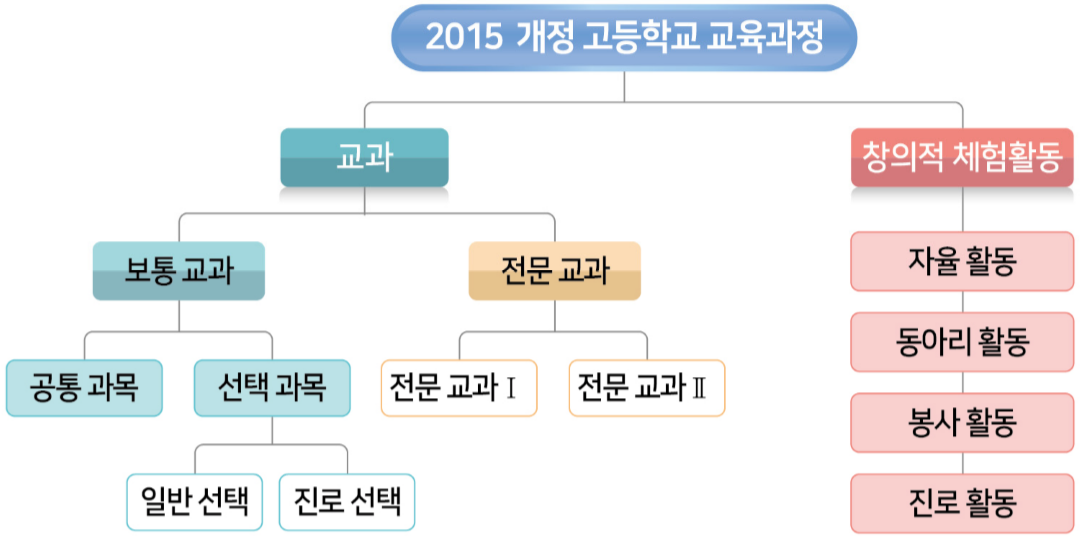 2015 개정 고등학교 교육과정
교과
창의적 체험활동
보통 교과
전문 교과
자율 활동
동아리 활동
공통 과목
선택 과목
전문 교과 Ⅰ
전문 교과 Ⅱ
봉사 활동
일반 선택
진로 선택
진로 활동